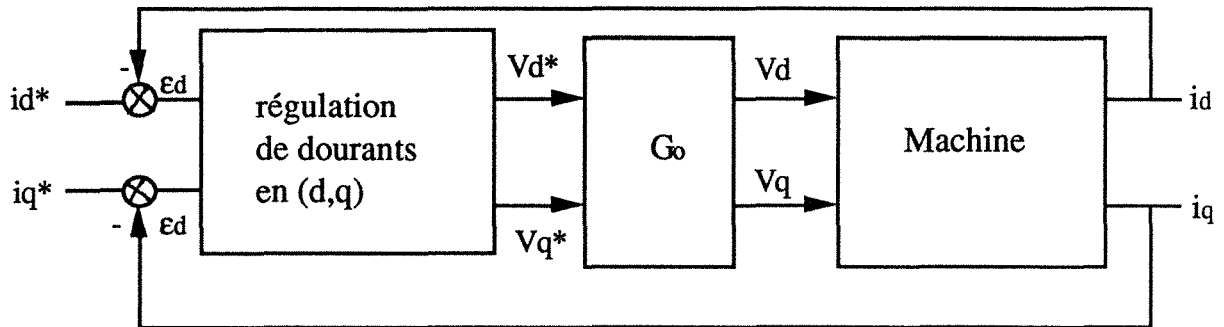 -
εd
id*
régulation
de dourants
en (d,q)
Vd*
Go
Vd
Machine
id
iq*
-
εd
Vq*
Vq
iq